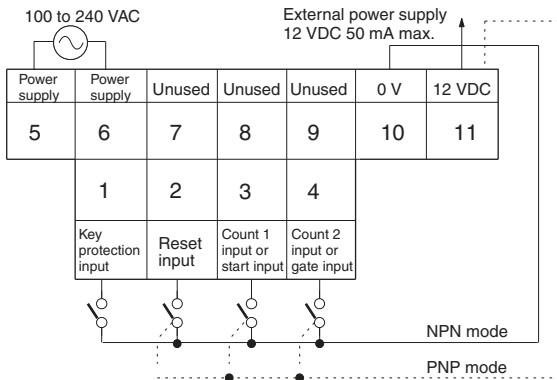 100 to 240 VAC
External power supply
12 VDC 50 mA max.
Power supply
Power supply
Unused
Unused
Unused
0 V
12 VDC
5
6
7
8
9
10
11
1
2
3
4
Key protection input
Reset input
Count 1 input or start input
Count 2 input or gate input
NPN mode
PNP mode